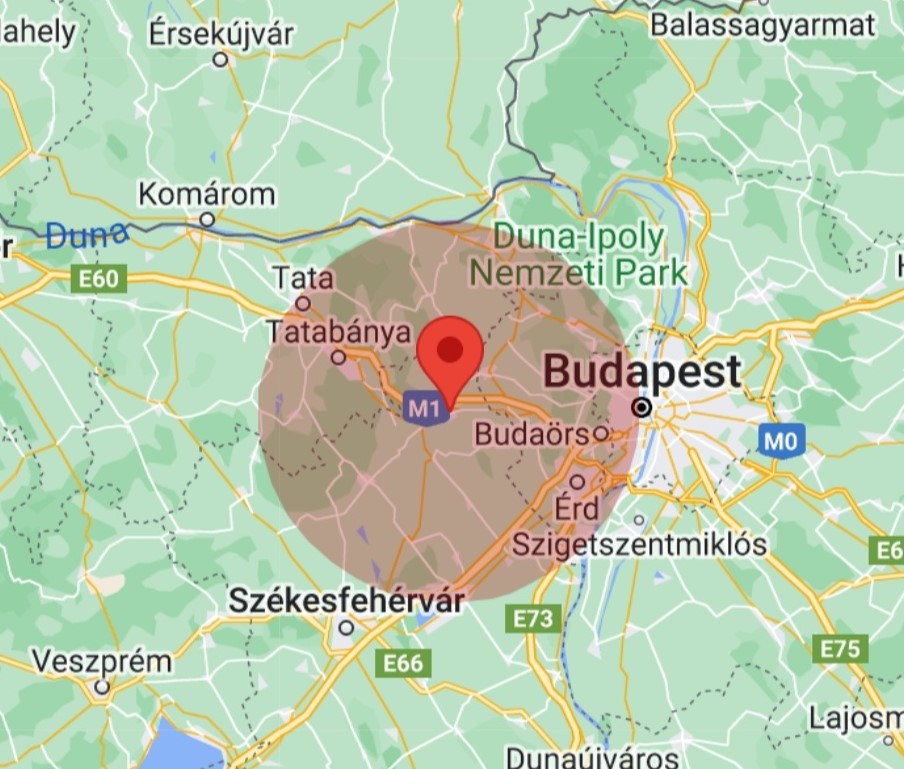 ahely
Érsekújvár
Balassagyarmat
Komárom
Duna
r
Duna-Ipoly
Nemzeti Park
E60
H
Tata
Tatabánya
Budapest
M1
Budaörs
M0
Érd
Szigetszentmiklós
E6
Székesfehérvár
E73
E75
Veszprém
E66
Lajosm
Dunaújváros